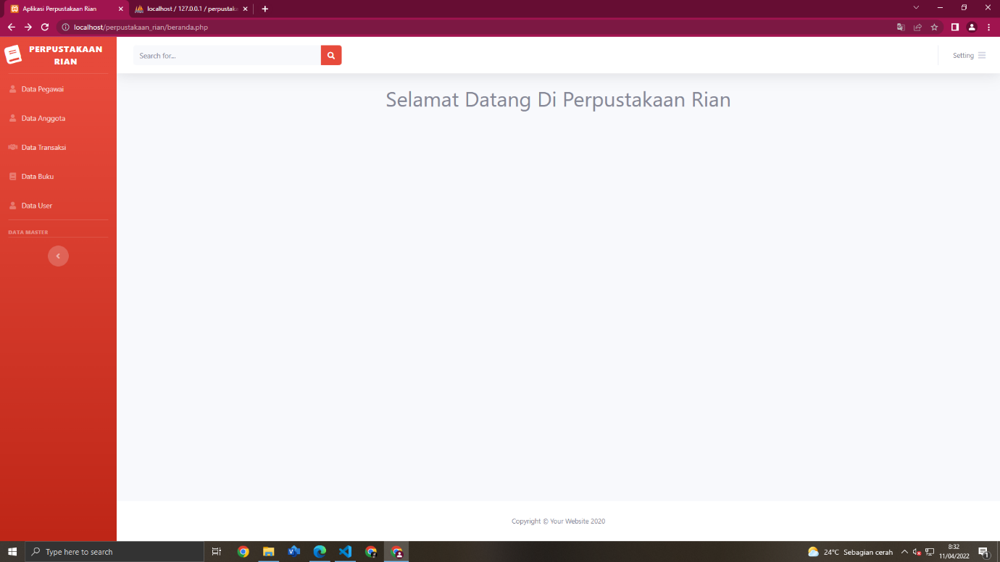 Aplikasi Perpustakaan Rian
localhost / 127.0.0.1 / perpustaka
localhost/perpustakaan_rian/beranda.php
PERPUSTAKAAN
RIAN
Search for...
Setting
Data Pegawai
Data Anggota
Data Transaksi
Data Buku
Data User
DATA MASTER
Selamat Datang Di Perpustakaan Rian
Copyright © Your Website 2020
Type here to search
24°C Sebagian cerah
8:32
11/04/2022
1